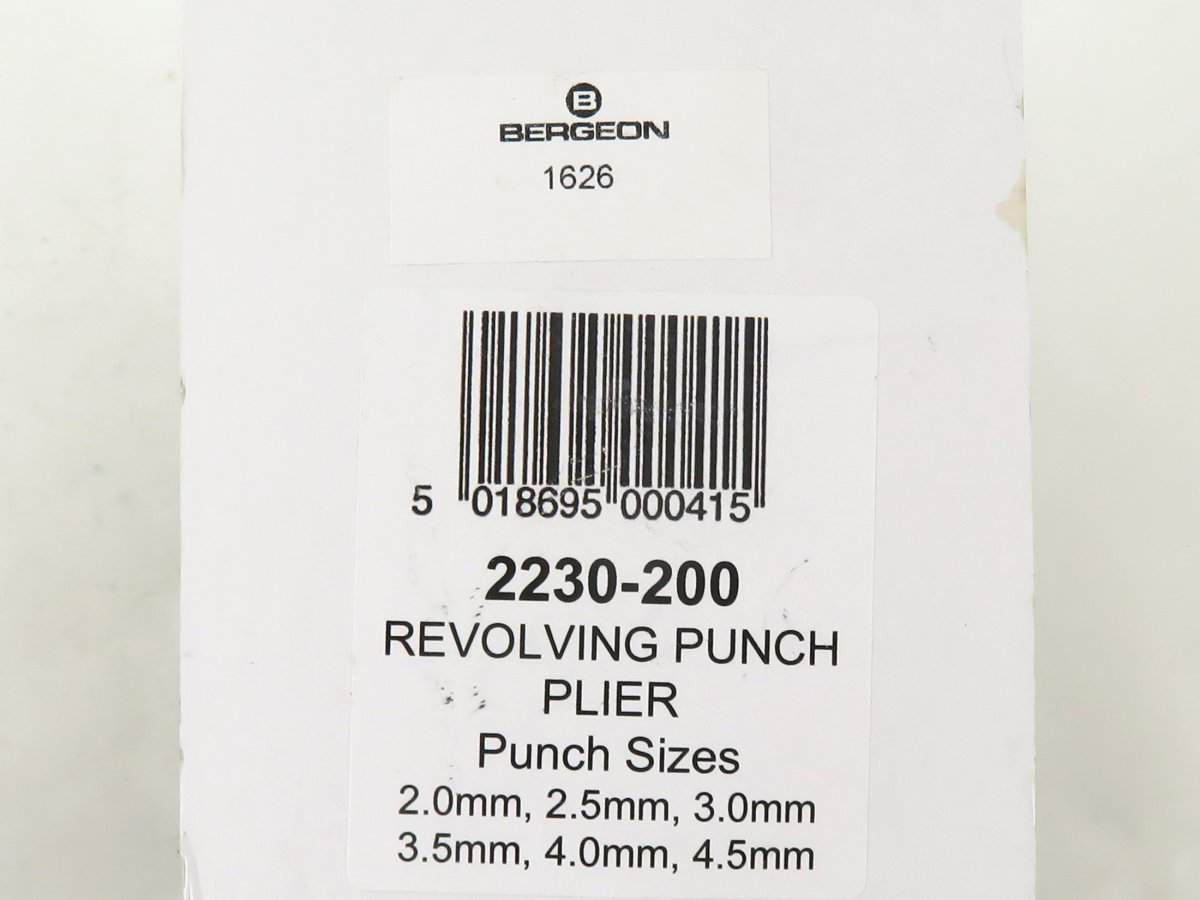 B
BERGEON
1626
5 018695 000415
2230-200
REVOLVING PUNCH
PLIER
Punch Sizes
2.0mm, 2.5mm, 3.0mm
3.5mm, 4.0mm, 4.5mm